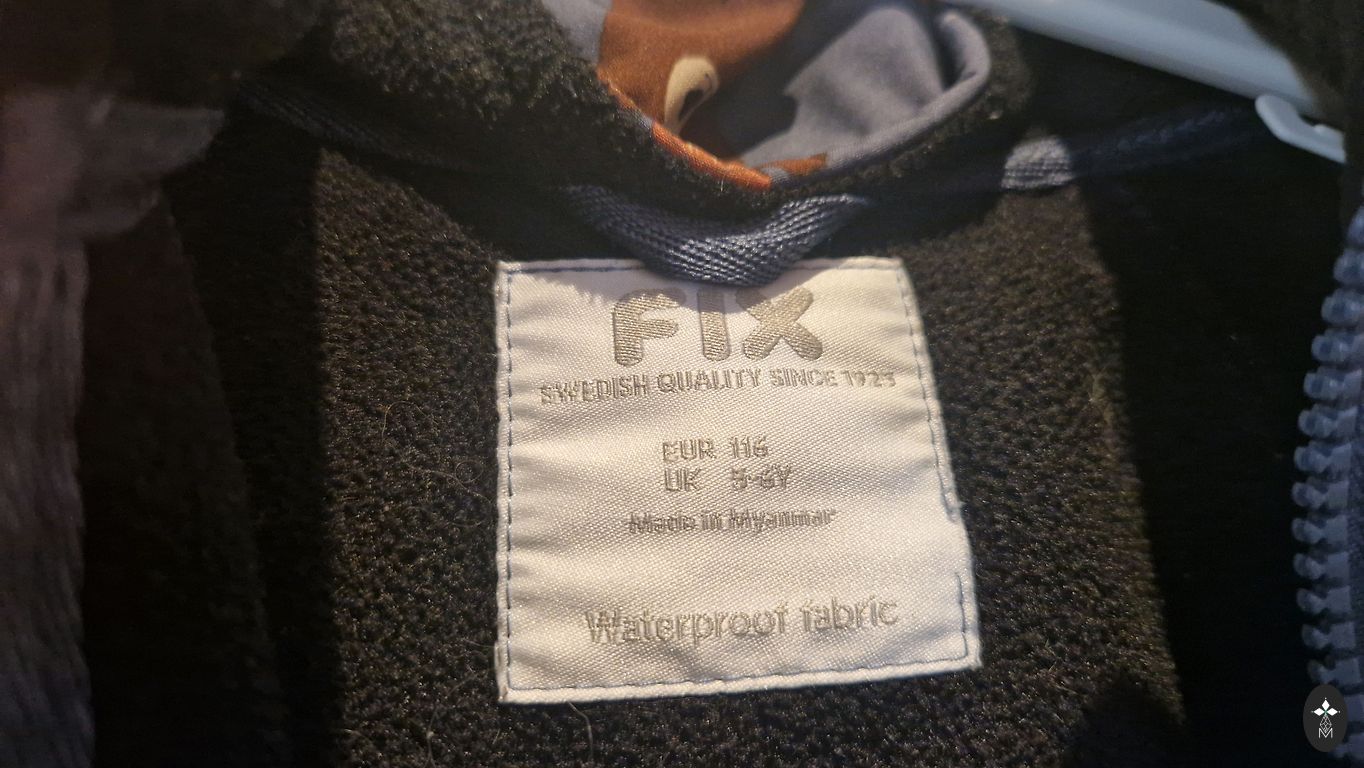 FIX
SWEDISH QUALITY SINCE 1923
EUR 116
UK 5-6Y
Made in Myanmar
Waterproof fabric
M